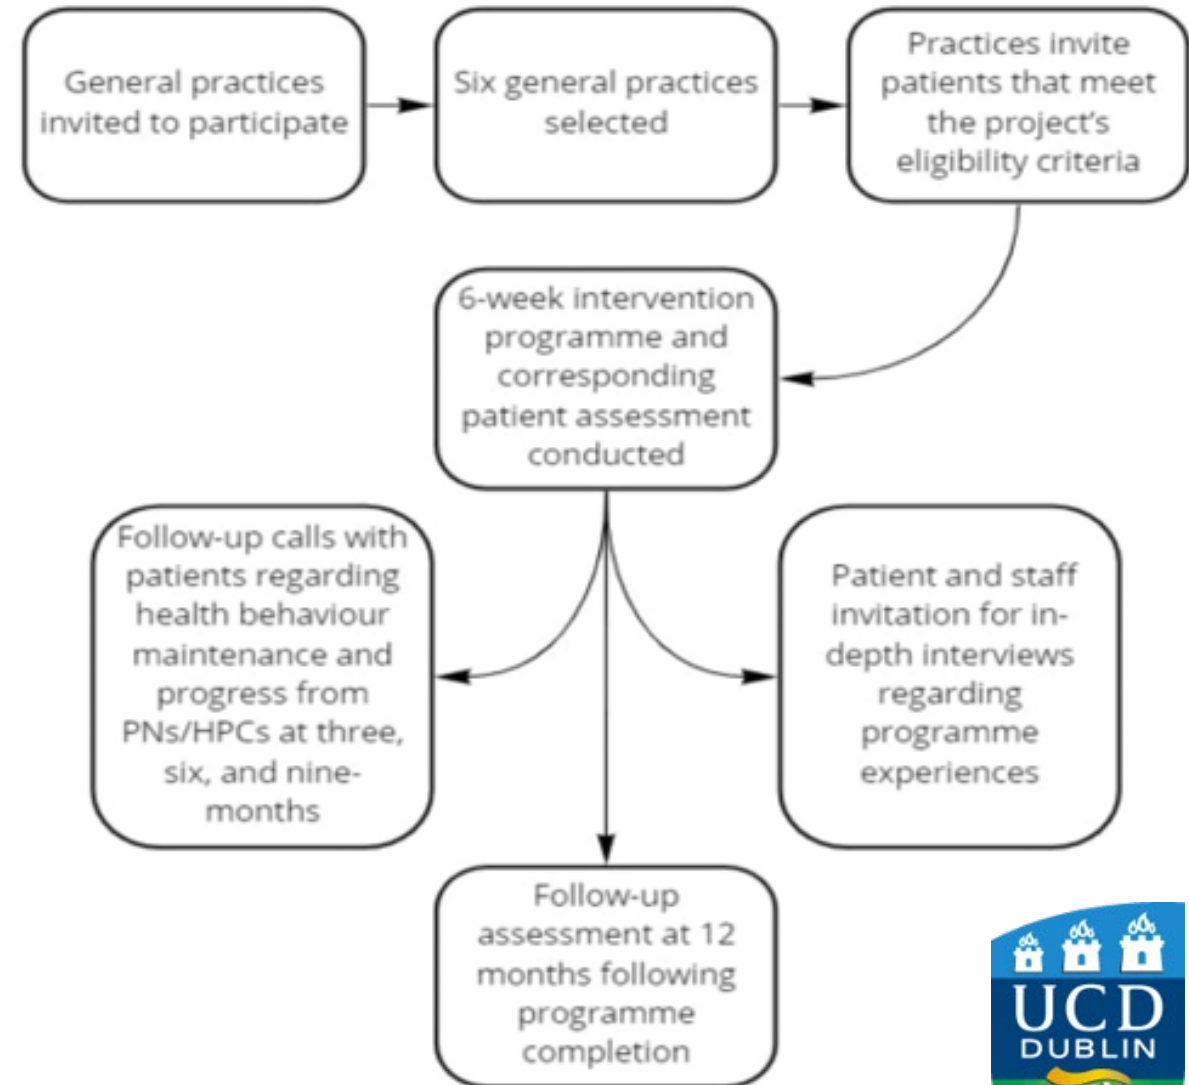 General practices
invited to participate
Six general practices
selected
Practices invite
patients that meet
the project's
eligibility criteria
6-week intervention
programme and
corresponding
patient assessment
conducted
Follow-up calls with
patients regarding
health behaviour
maintenance and
progress from
PNs/HPCs at three,
six, and nine-
months
Patient and staff
invitation for in-
depth interviews
regarding
programme
experiences
Follow-up
assessment at 12
months following
programme
completion
UCD
DUBLIN